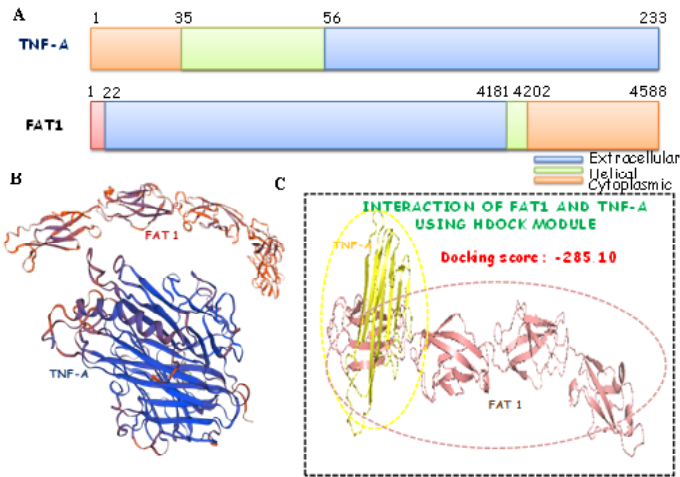 A
1 35 56 233
TNF-A
1 22 4181 4202 4588
FAT1
Extracellular
Helical
Cytoplasmic
B
FAT 1
TNF-A
C
INTERACTION OF FAT1 AND TNF-A
USING HDOCK MODULE
TNF-A
Docking score: -285.10
FAT 1